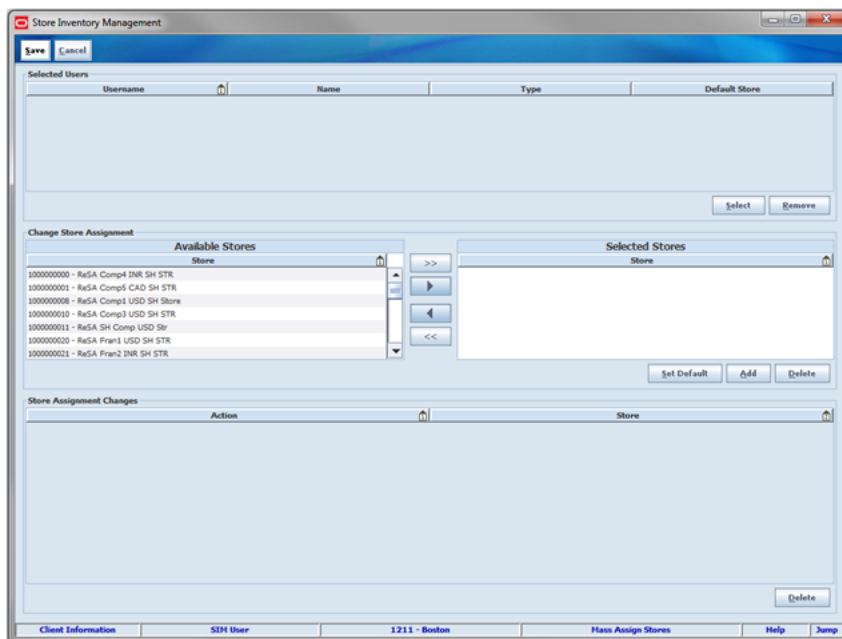 Store Inventory Management
Save Cancel
Selected Users
Username Name Type Default Store
Select Remove
Change Store Assignment
Available Stores
Store
1000000000 - ReSA Comp4 INR SH STR
1000000001 - ReSA Comp5 CAD SH STR
1000000008 - ReSA Comp1 USD SH Store
1000000010 - ReSA Comp3 USD SH STR
1000000011 - ReSA SH Comp USD Str
1000000020 - ReSA Fran1 USD SH STR
1000000021 - ReSA Fran2 INR SH STR
>>
<<
Selected Stores
Store
Set Default Add Delete
Store Assignment Changes
Action Store
Delete
Client Information SIM User 1211 - Boston Mass Assign Stores Help Jump